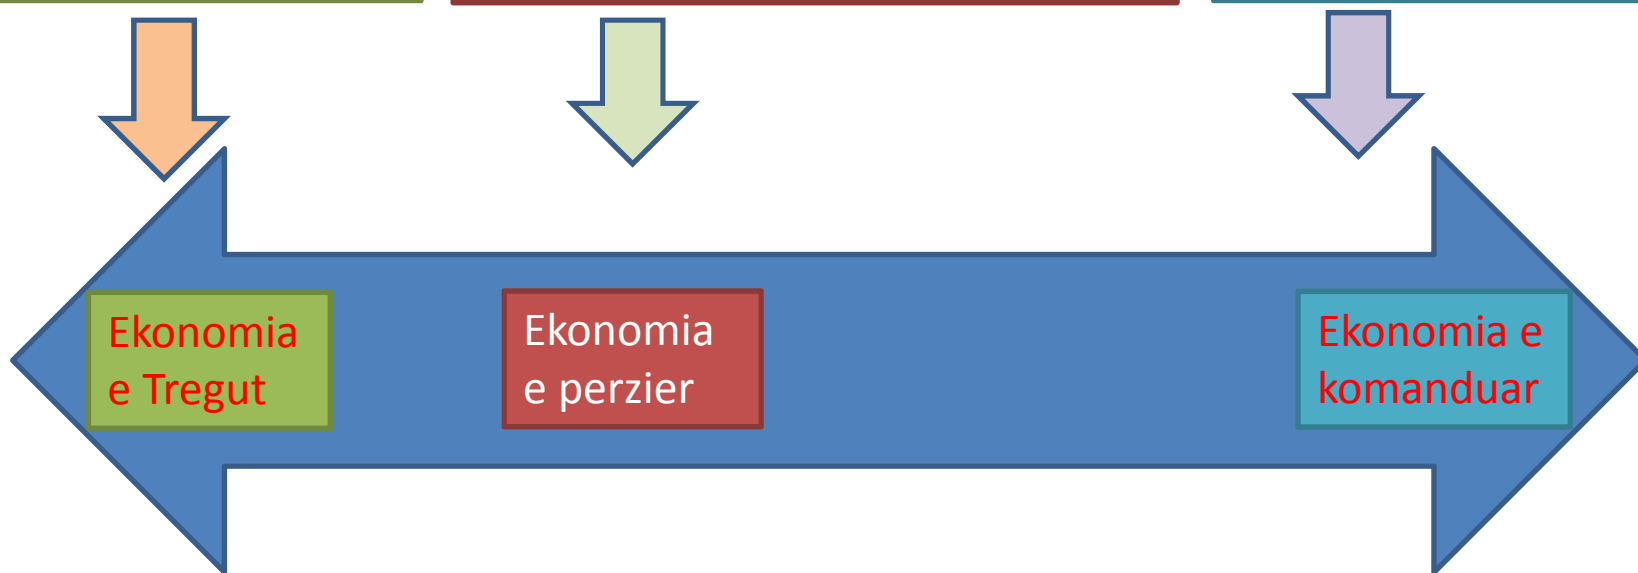 Ekonomia
e Tregut
Ekonomia
e perzier
Ekonomia e
komanduar